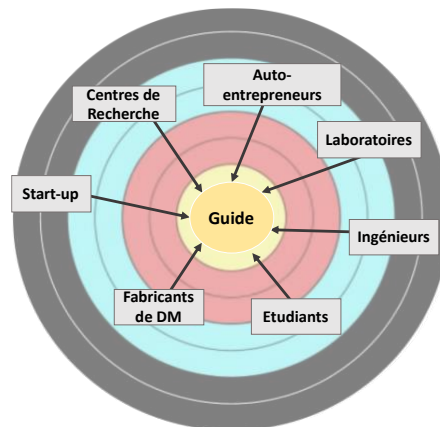 Auto-
entrepreneurs
Centres de
Recherche
Laboratoires
Start-up
Guide
Ingénieurs
Fabricants
de DM
Etudiants